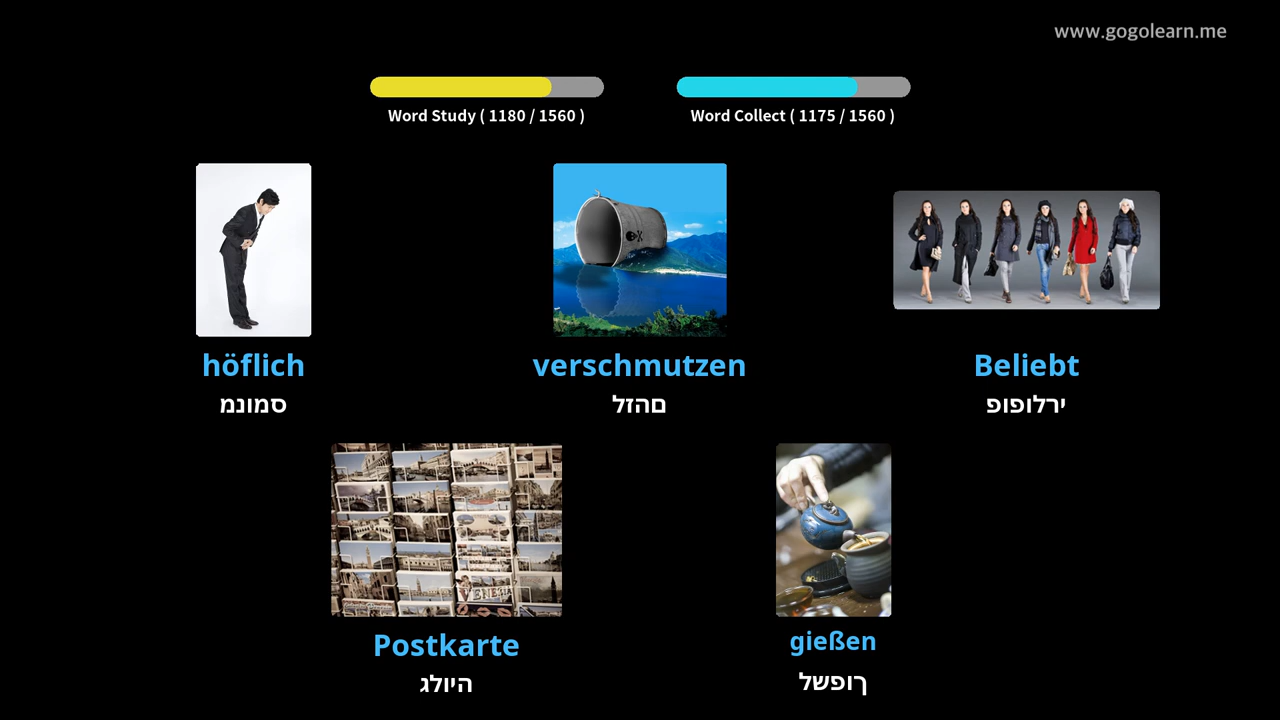 www.gogolearn.me
Word Study ( 1180 / 1560 )
Word Collect ( 1175 / 1560 )
höflich
סמונמ
verschmutzen
םהזל
Beliebt
ירלופופ
Postkarte
היולג
gießen
ךופשל